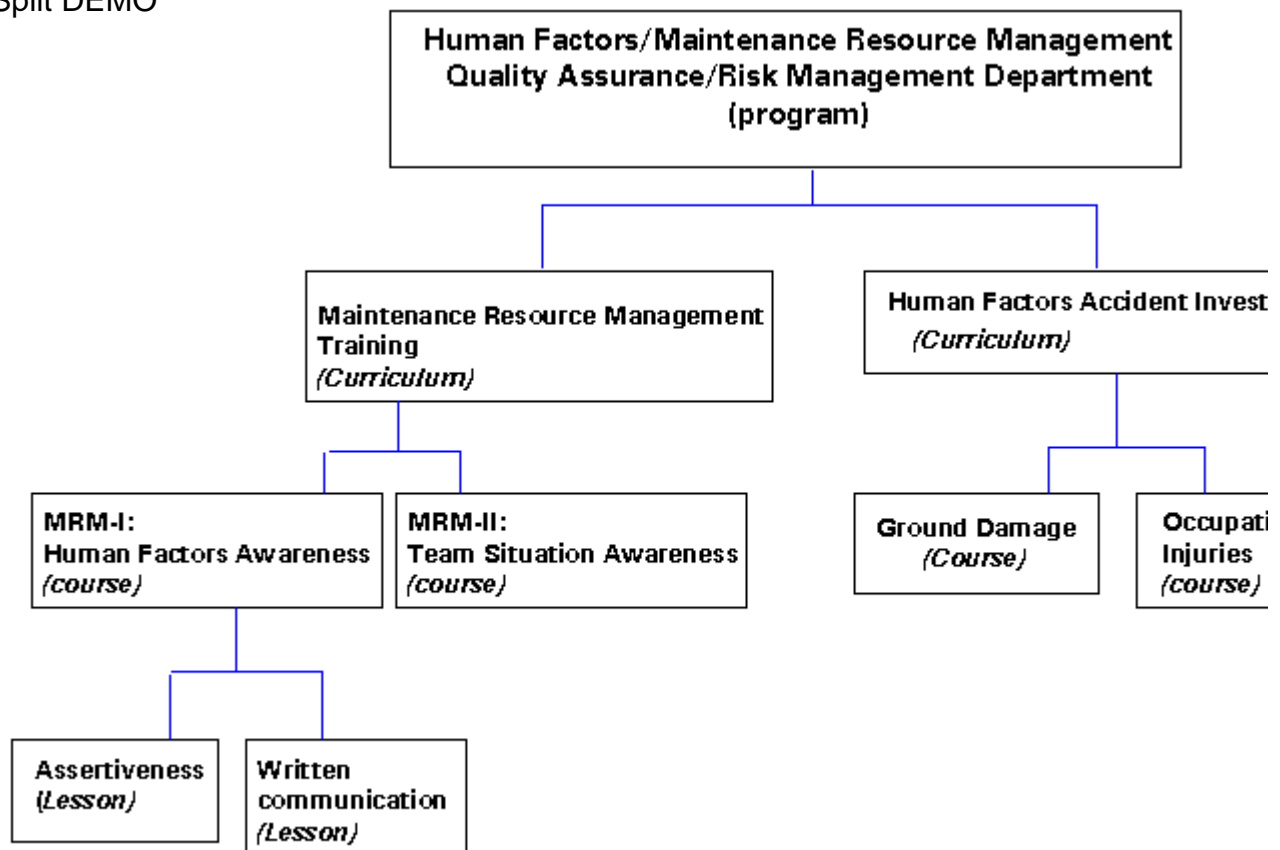 Split DEMO
Human Factors/Maintenance Resource Management
Quality Assurance/Risk Management Department
(program)
Maintenance Resource Management
Training
(Curriculum)
Human Factors Accident
(Curriculum)
MRM-I:
Human Factors Awareness
(course)
MRM-II:
Team Situation Awareness
(course)
Ground Damage
(Course)
Injuries
(course)
Assertiveness
(Lesson)
Written
communication
(Lesson)